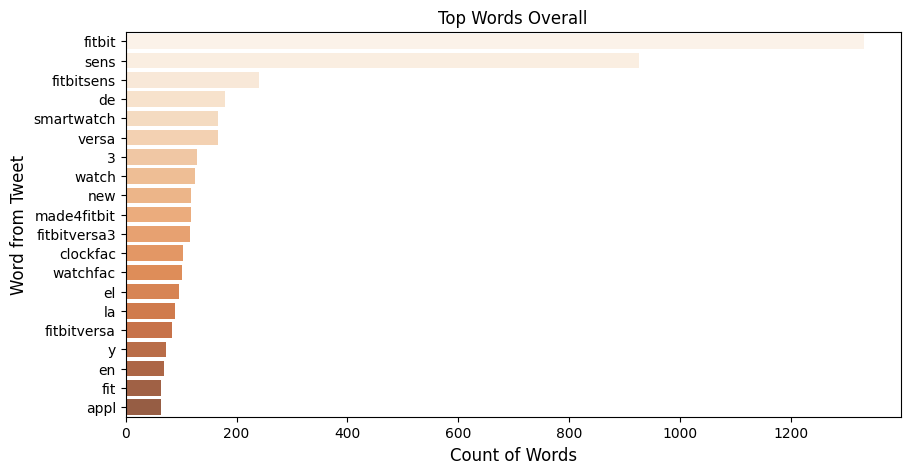 Top Words Overall
fitbit
sens
fitbitsens
de
smartwatch
versa
3
watch
new
made4fitbit
fitbitversa3
clockfac
watchfac
el
la
fitbitversa
y
en
fit
appl
Word from Tweet
0 200 400 600 800 1000 1200
Count of Words